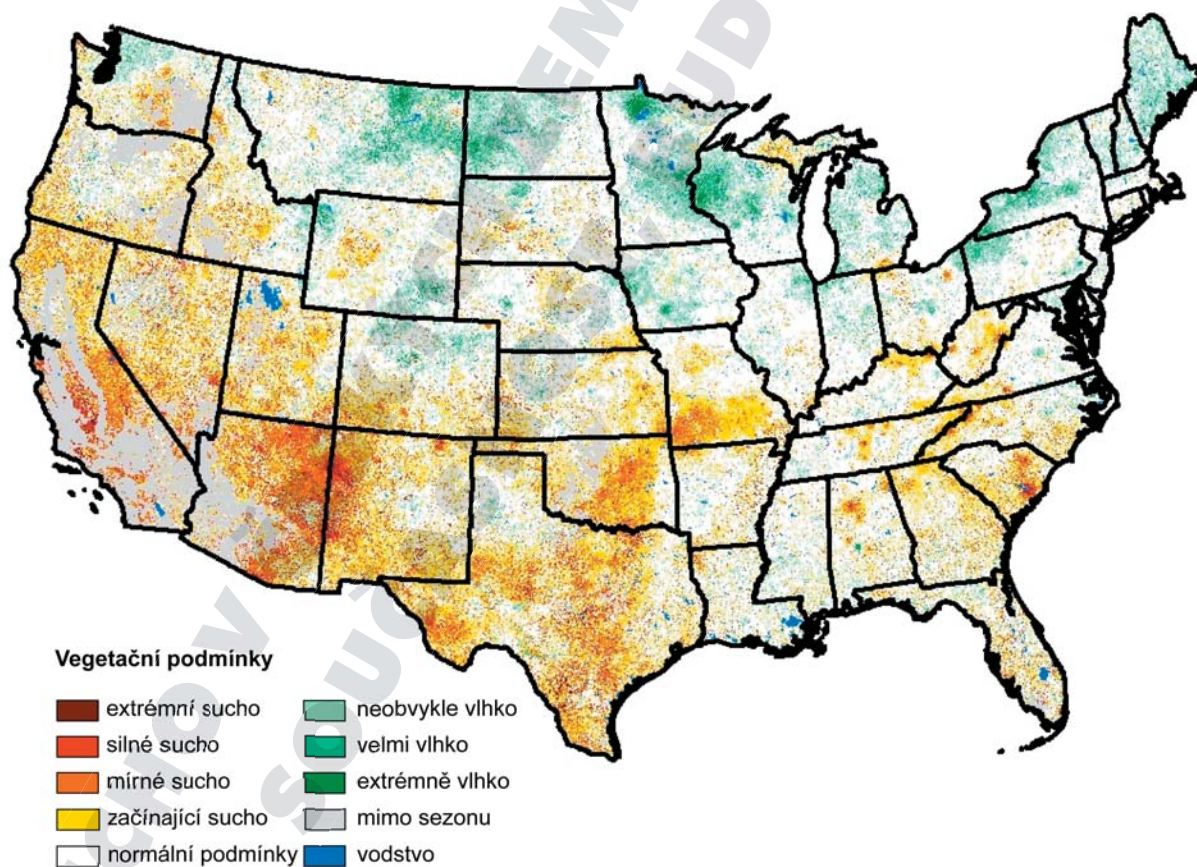 Vegetační podmínky
extrémní sucho
silné sucho
mírné sucho
začínající sucho
normální podmínky
neobvykle vlhko
velmi vlhko
extrémně vlhko
mimo sezonu
vodstvo